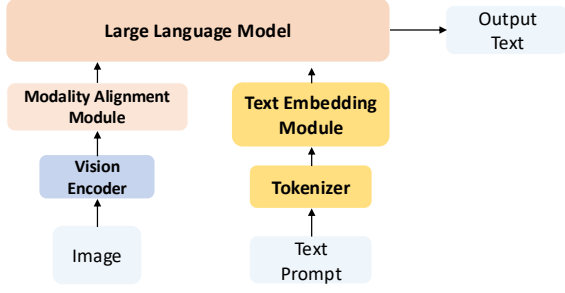 Large Language Model
Output
Text
Modality Alignment
Module
Text Embedding
Module
Vision
Encoder
Tokenizer
Image
Text
Prompt